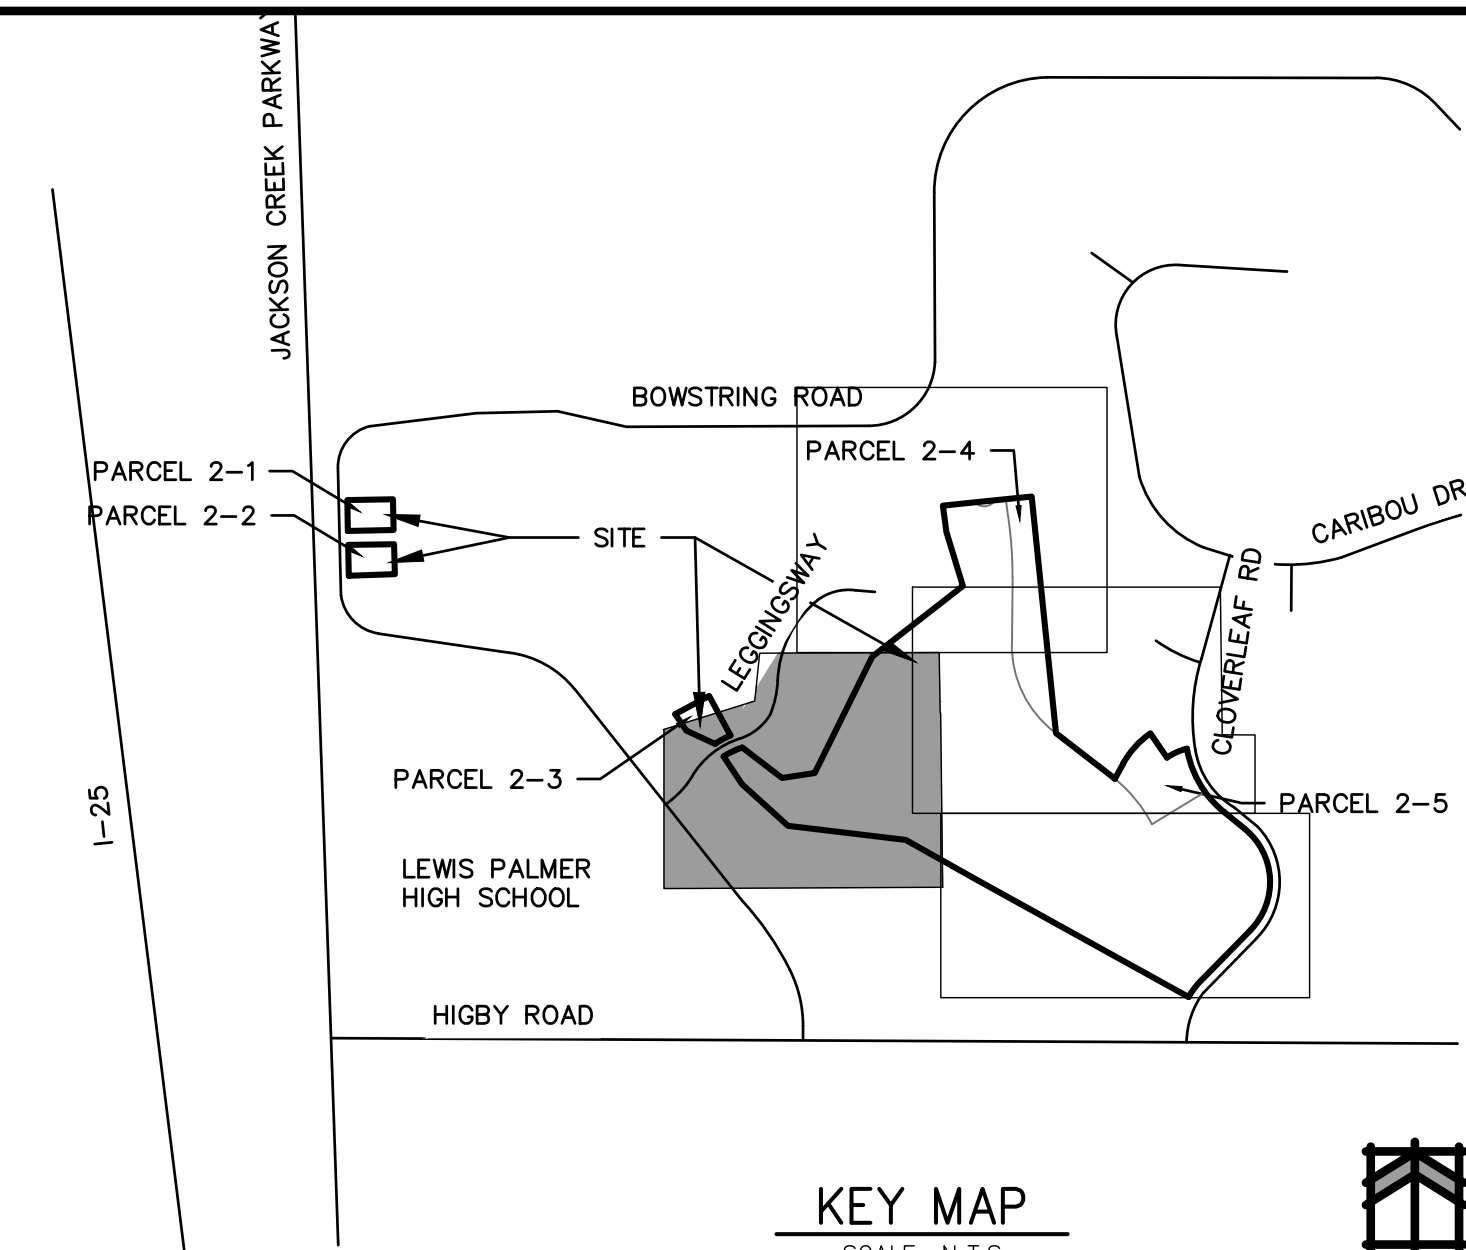 JACKSON CREEK PARKWAY
BOWSTRING ROAD
PARCEL 2-4
PARCEL 2-1
PARCEL 2-2
SITE
CARIBOU DR
LEGGINGSWAY
CLOVERLEAF RD
PARCEL 2-3
PARCEL 2-5
I-25
LEWIS PALMER
HIGH SCHOOL
HIGBY ROAD
KEY MAP
SCALE: N.T.S.